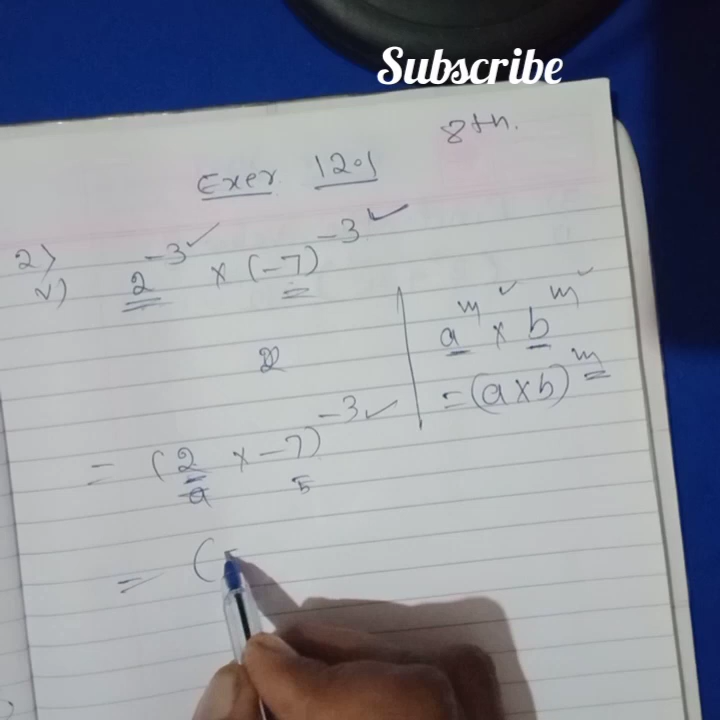 Subscribe
8th.
Exer 12.1
2)
v) 2^-3 ✓ × (-7)^-3 ✓
a^m ✓ × b^m ✓
= (a×b)^m
= (2 × -7)^-3 ✓
a b
= (-